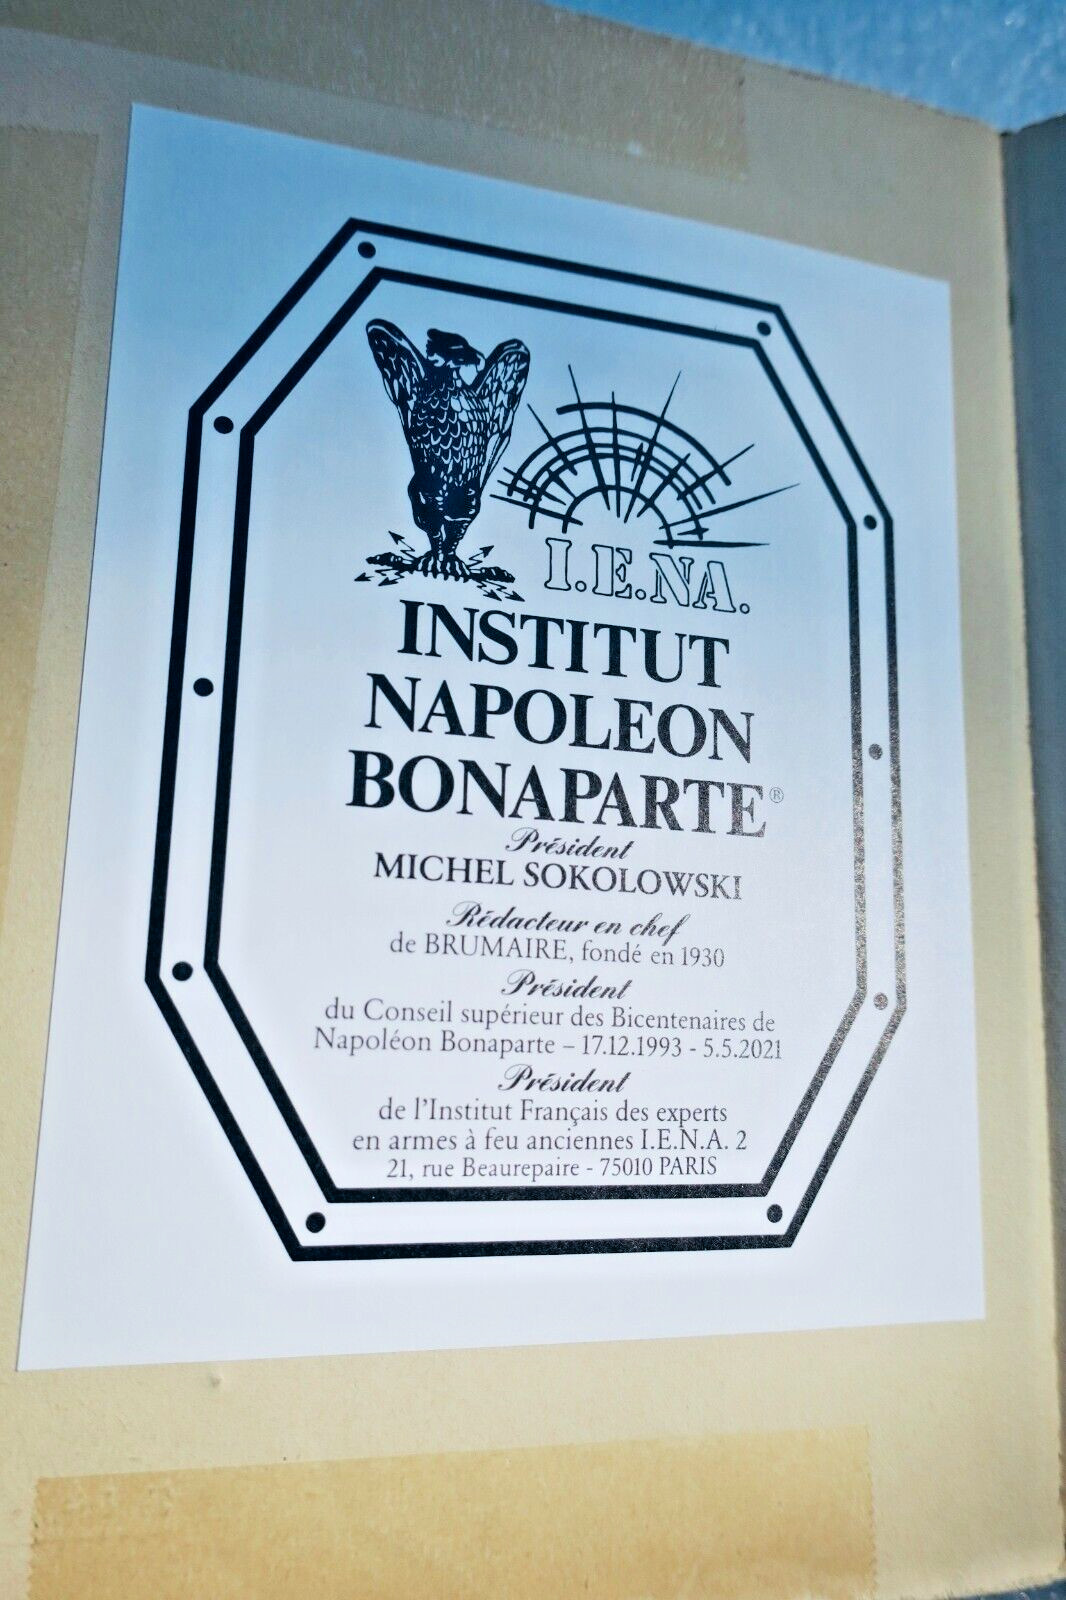 I.E.NA.
INSTITUT
NAPOLEON
BONAPARTE®
Président
MICHEL SOKOLOWSKI
Rédacteur en chef
de BRUMAIRE, fondé en 1930
Président
du Conseil supérieur des Bicentenaires de
Napoléon Bonaparte – 17.12.1993 - 5.5.2021
Président
de l'Institut Français des experts
en armes à feu anciennes I.E.N.A. 2
21, rue Beaurepaire - 75010 PARIS